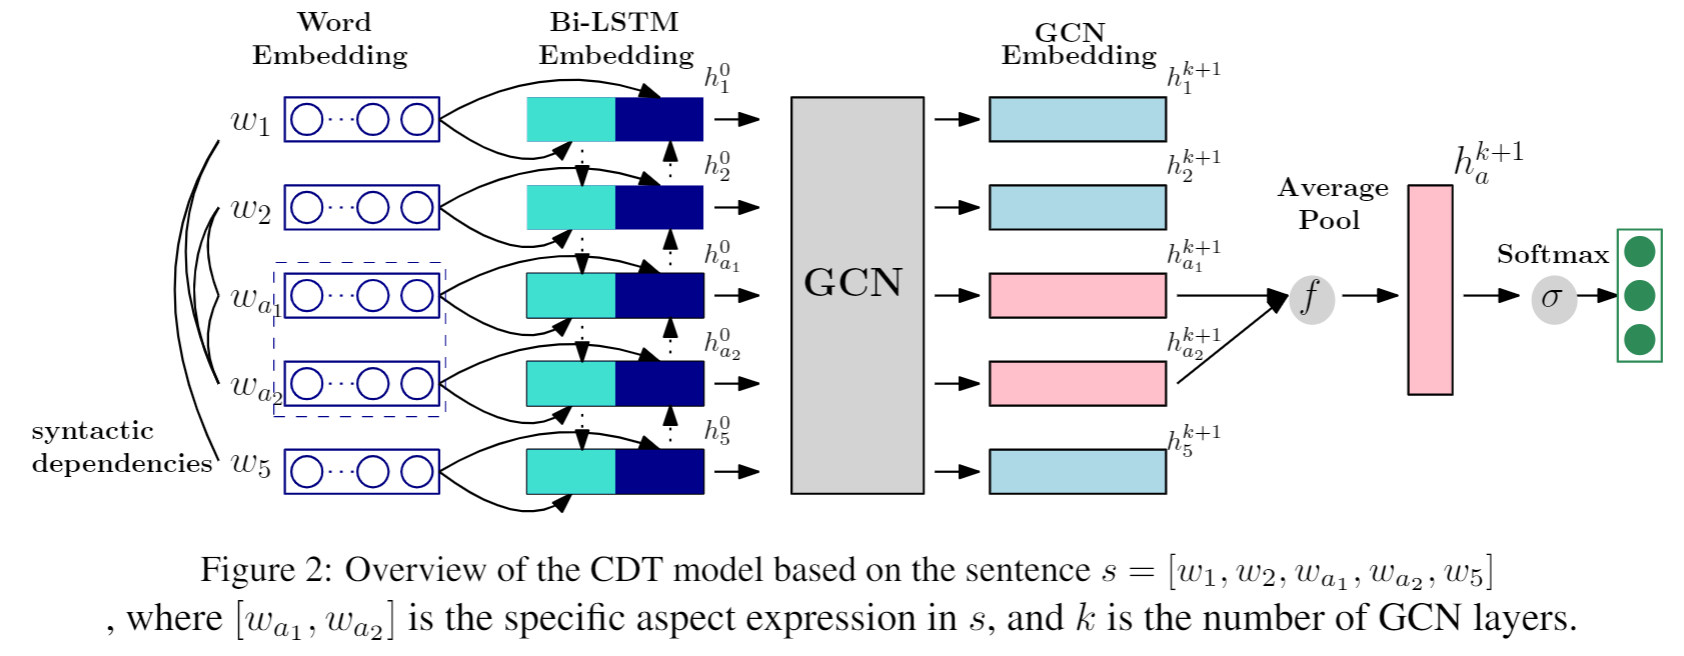 Word
Embedding
Bi-LSTM
Embedding
GCN
Embedding
w_1
w_2
w_{a_1}
w_{a_2}
w_5
syntactic
dependencies
h_1^0
h_2^0
h_{a_1}^0
h_{a_2}^0
h_5^0
GCN
h_1^{k+1}
h_2^{k+1}
h_{a_1}^{k+1}
h_{a_2}^{k+1}
h_5^{k+1}
Average
Pool
f
h_a^{k+1}
Softmax
σ
Figure 2: Overview of the CDT model based on the sentence s = [w_1, w_2, w_{a_1}, w_{a_2}, w_5]
, where [w_{a_1}, w_{a_2}] is the specific aspect expression in s, and k is the number of GCN layers.